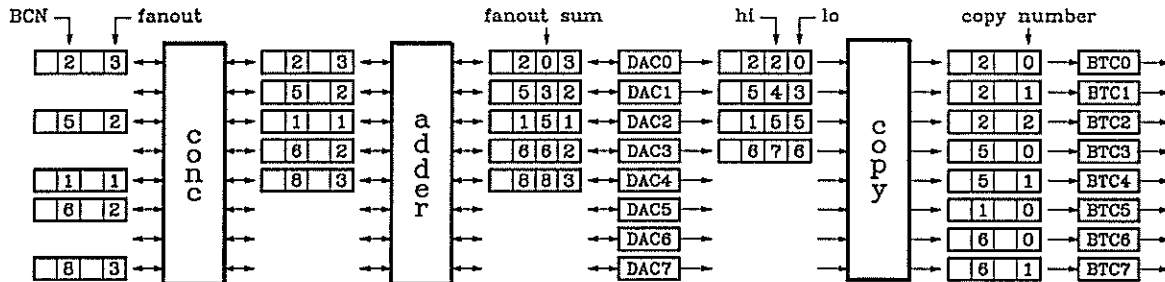 BCN fanout fanout sum hi lo copy number
2 3 2 3 2 0 3 DAC0 2 2 0 2 0 BTC0
5 2 5 3 2 DAC1 5 4 3 2 1 BTC1
5 2 1 1 1 5 1 DAC2 1 5 5 2 2 BTC2
6 2 6 6 2 DAC3 6 7 6 5 0 BTC3
1 1 8 3 8 8 3 DAC4 5 1 BTC4
6 2 DAC5 1 0 BTC5
DAC6 6 0 BTC6
8 3 DAC7 6 1 BTC7
conc
adder
copy